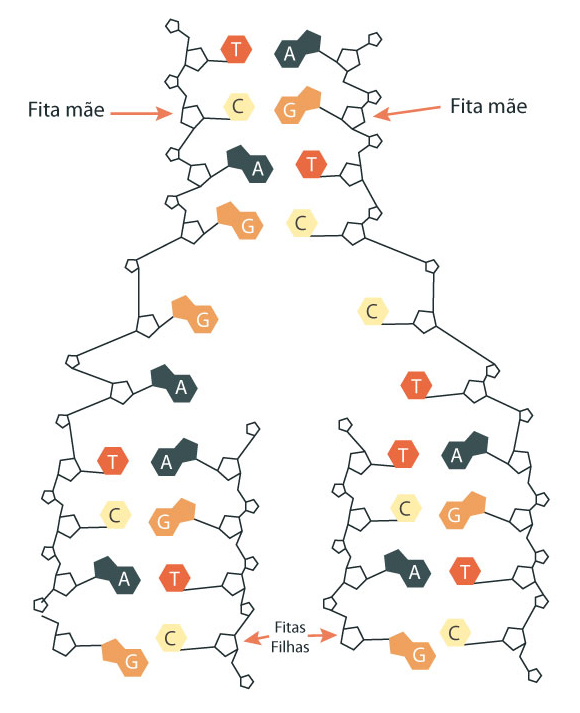 T A
Fita mãe C G Fita mãe
A T
G C
G C
A T
T A T A
C G C G
A T A T
G C Fitas Filhas G C